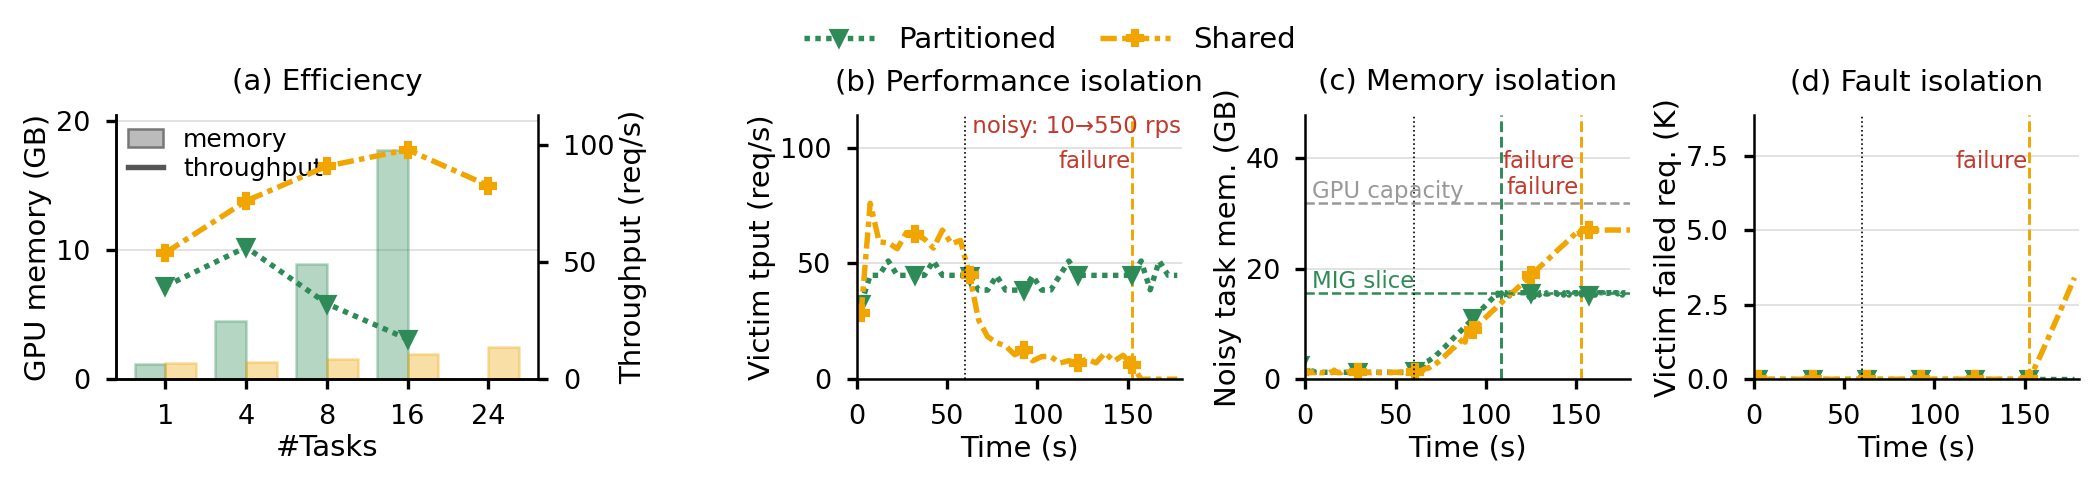 Partitioned
Shared
(a) Efficiency
GPU memory (GB)
20
10
0
memory
throughput
100
50
0
Throughput (req/s)
1 4 8 16 24
#Tasks
(b) Performance isolation
Victim tput (req/s)
100
50
0
noisy: 10→550 rps
failure
0 50 100 150
Time (s)
(c) Memory isolation
Noisy task mem. (GB)
40
20
0
failure
failure
GPU capacity
MIG slice
0 50 100 150
Time (s)
(d) Fault isolation
Victim failed req. (K)
7.5
5.0
2.5
0.0
failure
0 50 100 150
Time (s)